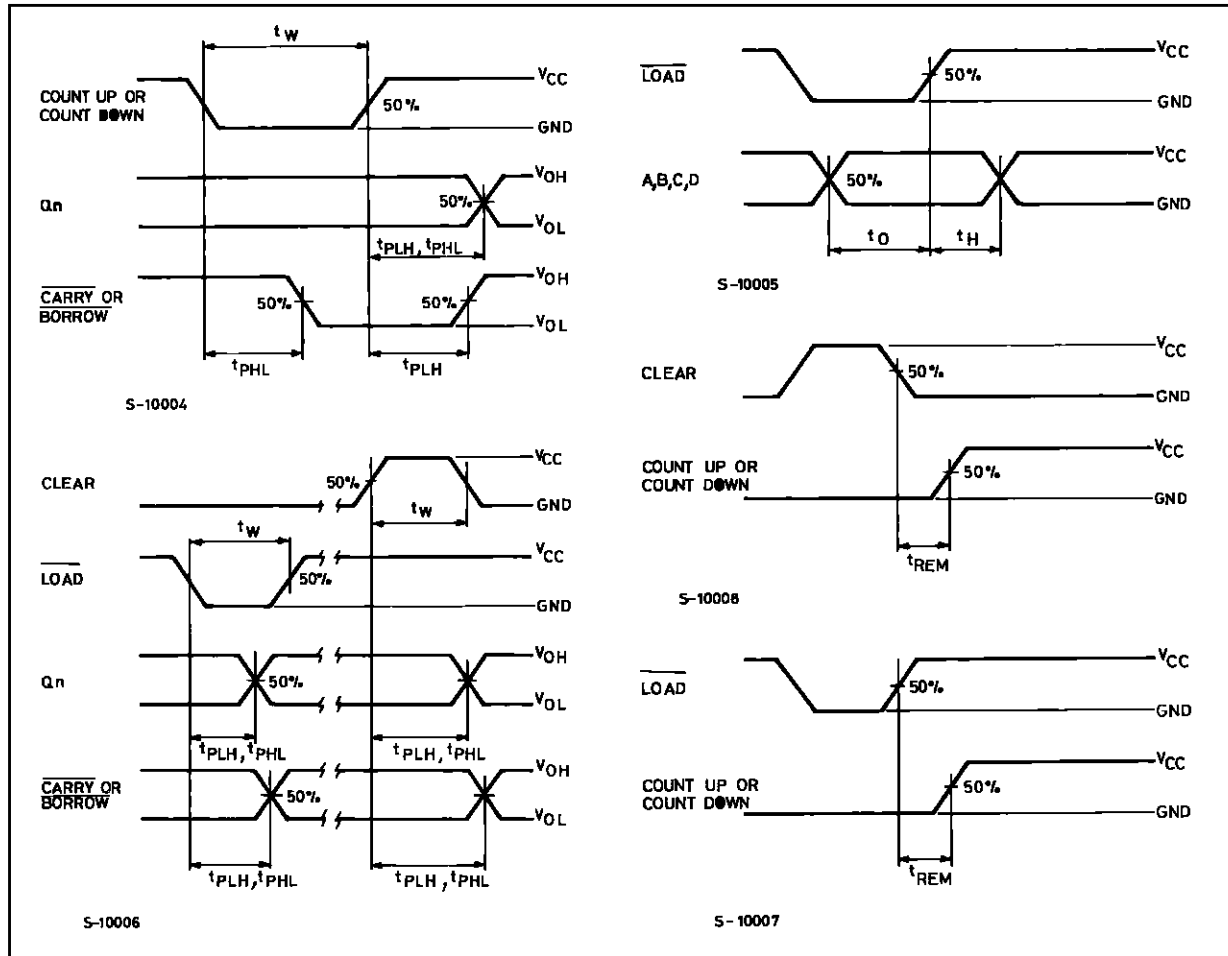 tW
COUNT UP OR
COUNT DOWN
VCC
50%
GND
Qn
VOH
50%
VOL
tPLH, tPHL
CARRY OR
BORROW
VOH
50%
50%
VOL
tPHL
tPLH
S-10004
LOAD
VCC
50%
GND
A,B,C,D
VCC
50%
GND
tO
tH
S-10005
CLEAR
VCC
50%
GND
COUNT UP OR
COUNT DOWN
VCC
50%
GND
tREM
S-10008
CLEAR
VCC
50%
GND
tW
tW
LOAD
VCC
50%
GND
Qn
VOH
50%
VOL
tPLH, tPHL
tPLH, tPHL
CARRY OR
BORROW
VOH
50%
VOL
tPLH, tPHL
tPLH, tPHL
S-10006
LOAD
VCC
50%
GND
COUNT UP OR
COUNT DOWN
VCC
50%
GND
tREM
S-10007